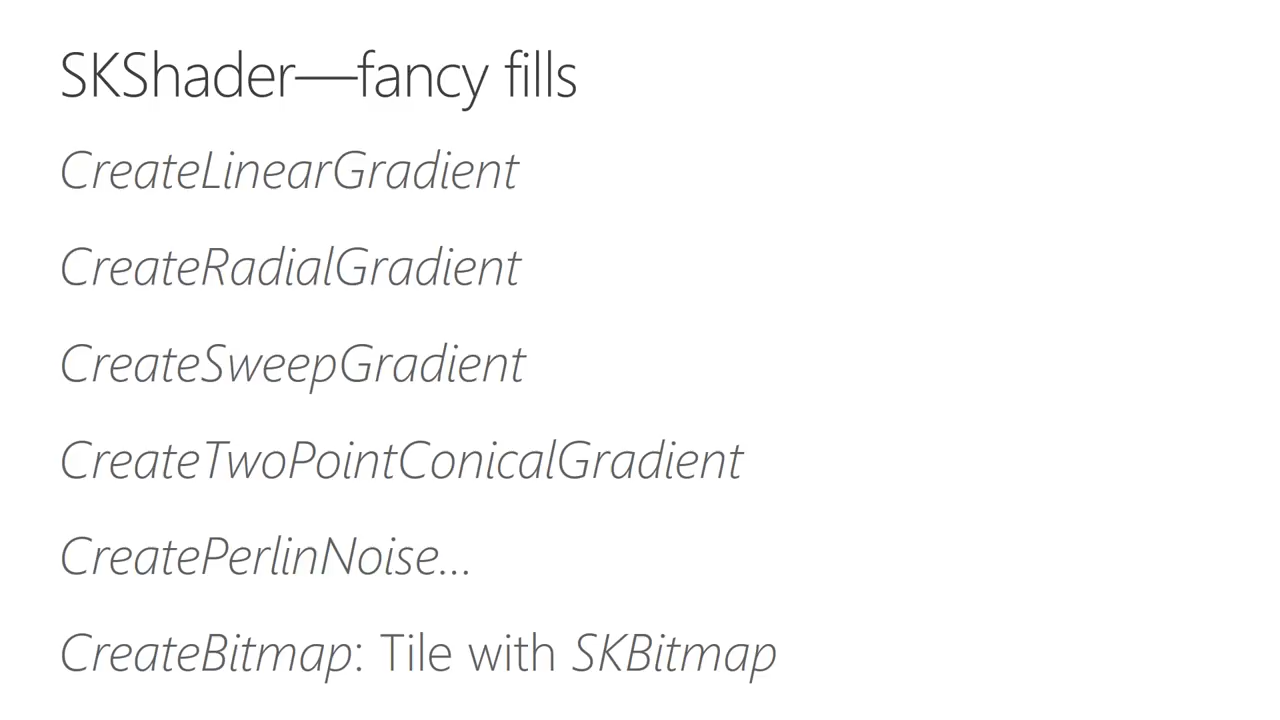 SKShader—fancy fills
CreateLinearGradient
CreateRadialGradient
CreateSweepGradient
CreateTwoPointConicalGradient
CreatePerlinNoise...
CreateBitmap: Tile with SKBitmap